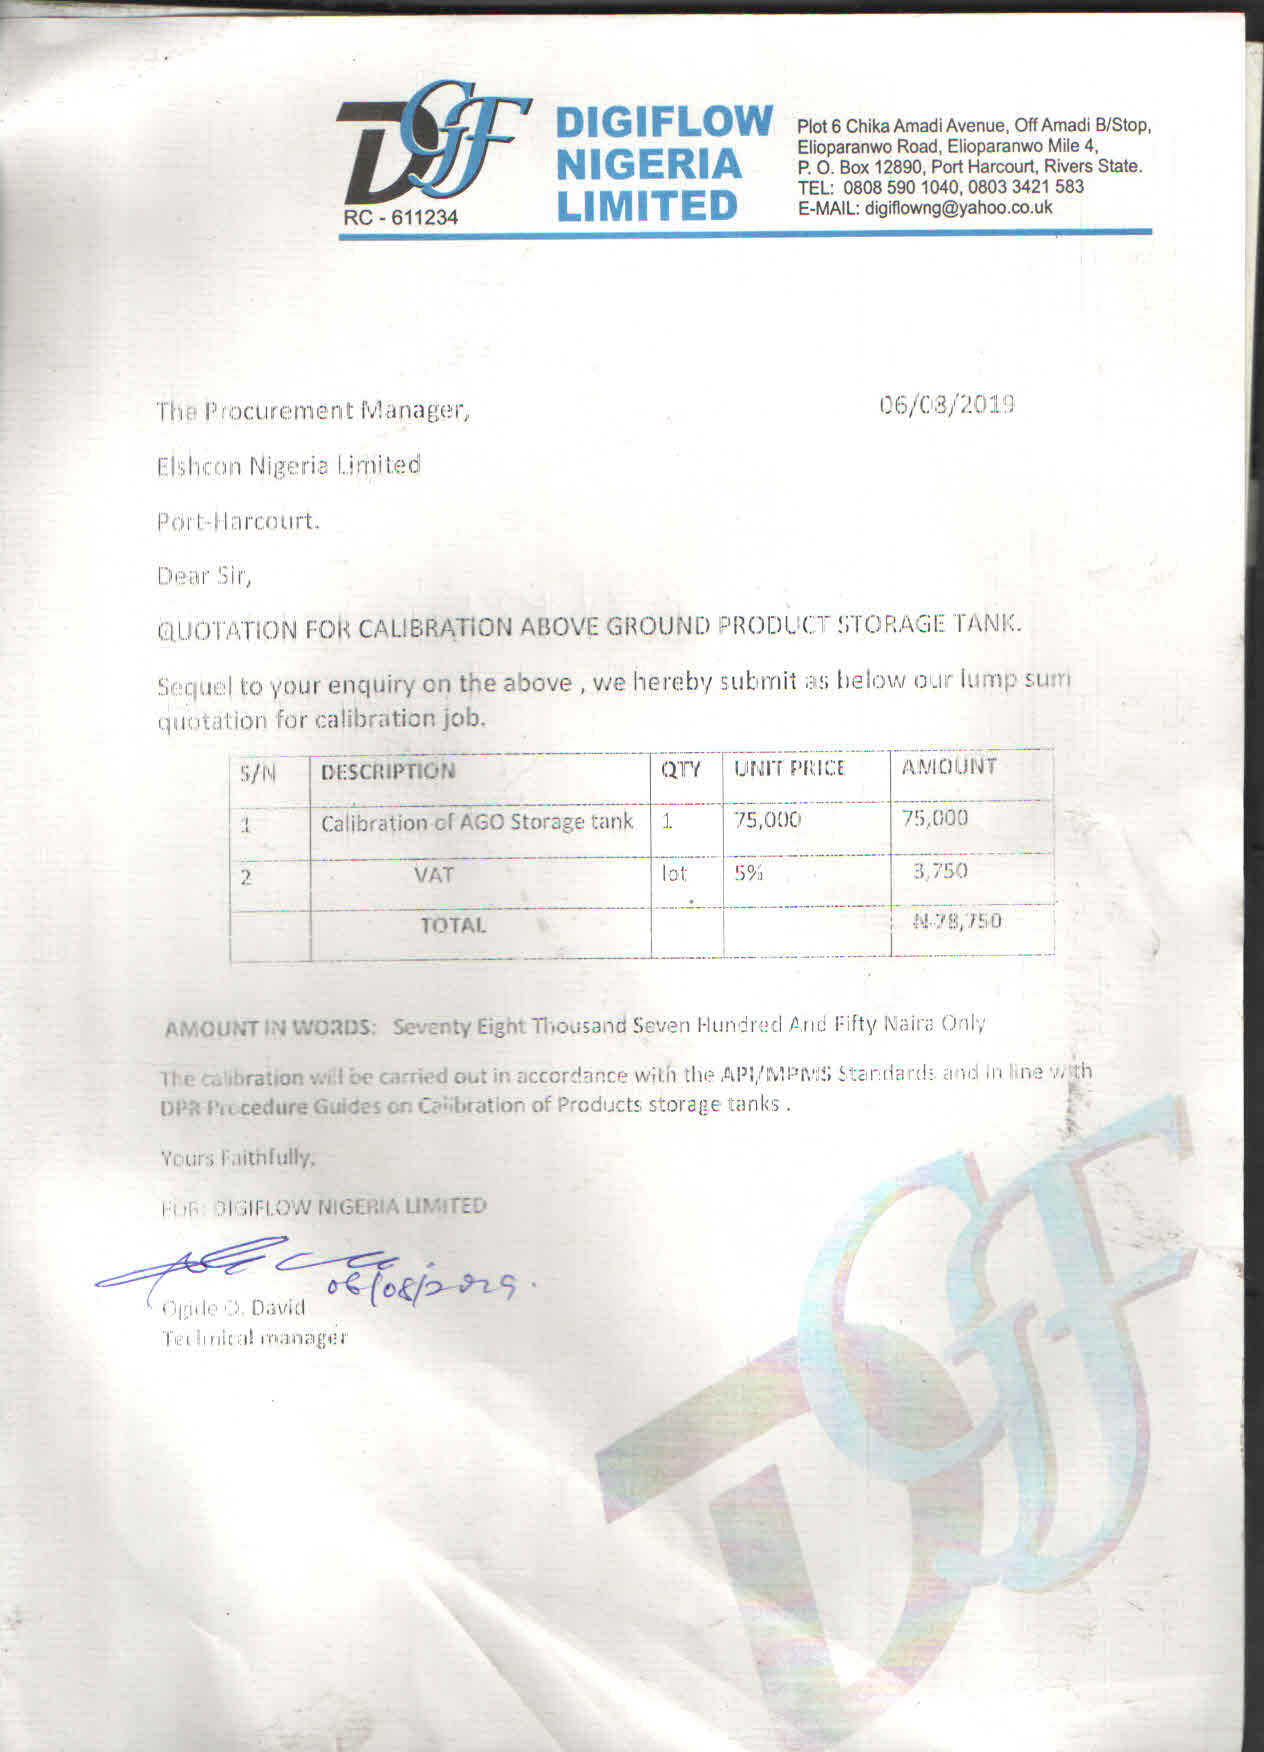 DGF
RC - 611234
DIGIFLOW
NIGERIA
LIMITED
Plot 6 Chika Amadi Avenue, Off Amadi B/Stop,
Elioparanwo Road, Elioparanwo Mile 4,
P. O. Box 12890, Port Harcourt, Rivers State.
TEL: 0808 590 1040, 0803 3421 583
E-MAIL: digiflowng@yahoo.co.uk
The Procurement Manager, 06/08/2019
Elshcon Nigeria Limited
Port-Harcourt.
Dear Sir,
QUOTATION FOR CALIBRATION ABOVE GROUND PRODUCT STORAGE TANK.
Sequel to your enquiry on the above , we hereby submit as below our lump sum
quotation for calibration job.
S/N DESCRIPTION QTY UNIT PRICE AMOUNT
1 Calibration of AGO Storage tank 1 75,000 75,000
2 VAT lot 5% 3,750
TOTAL N 78,750
AMOUNT IN WORDS: Seventy Eight Thousand Seven Hundred And Fifty Naira Only
The calibration will be carried out in accordance with the API/MPMS Standards and in line with
DPR Procedure Guides on Calibration of Products storage tanks .
Yours Faithfully,
FOR: DIGIFLOW NIGERIA LIMITED
06/08/2019.
O. David
Technical manager
DGF